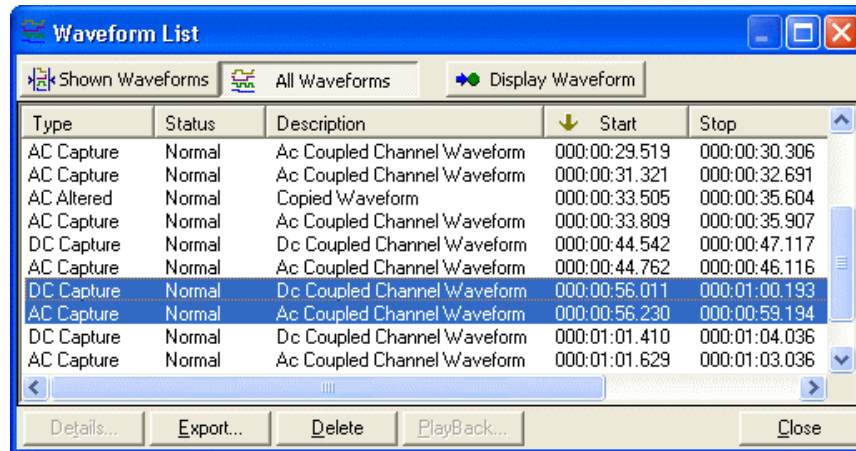 Waveform List
Shown Waveforms All Waveforms Display Waveform
Type Status Description Start Stop
AC Capture Normal Ac Coupled Channel Waveform 000:00:29.519 000:00:30.306
AC Capture Normal Ac Coupled Channel Waveform 000:00:31.321 000:00:32.691
AC Altered Normal Copied Waveform 000:00:33.505 000:00:35.604
AC Capture Normal Ac Coupled Channel Waveform 000:00:33.809 000:00:35.907
DC Capture Normal Dc Coupled Channel Waveform 000:00:44.542 000:00:47.117
AC Capture Normal Ac Coupled Channel Waveform 000:00:44.762 000:00:46.116
DC Capture Normal Dc Coupled Channel Waveform 000:00:56.011 000:01:00.193
AC Capture Normal Ac Coupled Channel Waveform 000:00:56.230 000:00:59.194
DC Capture Normal Dc Coupled Channel Waveform 000:01:01.410 000:01:04.036
AC Capture Normal Ac Coupled Channel Waveform 000:01:01.629 000:01:03.036
Details... Export... Delete PlayBack... Close